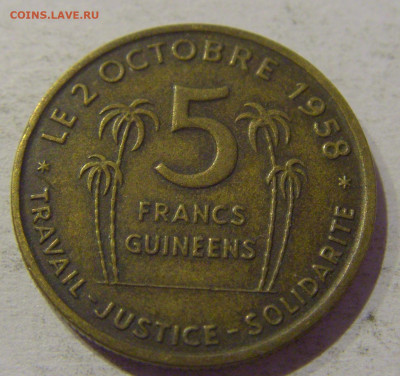 COINS.LAVE.RU
LE 2 OCTOBRE 1958
5
FRANCS
GUINEENS
* TRAVAIL-JUSTICE-SOLIDARITE *